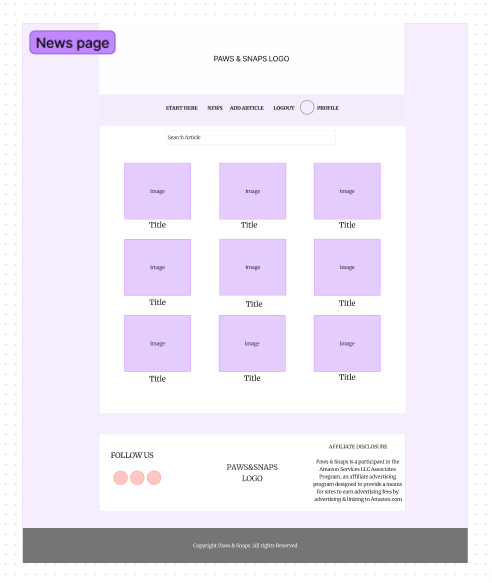 News page
PAWS & SNAPS LOGO
START HERE NEWS ADD ARTICLE LOGOUT PROFILE
Search Article
image image image
Title Title Title
image image image
Title Title Title
image image image
Title Title Title
FOLLOW US
PAWS&SNAPS
LOGO
AFFILIATE DISCLOSURE
Paws & Snaps is a participant in the
Amazon Services LLC Associates
Program, an affiliate advertising
program designed to provide a means
for sites to earn advertising fees by
advertising & linking to Amazon.com
Copyright Paws & Snaps .All rights Reserved